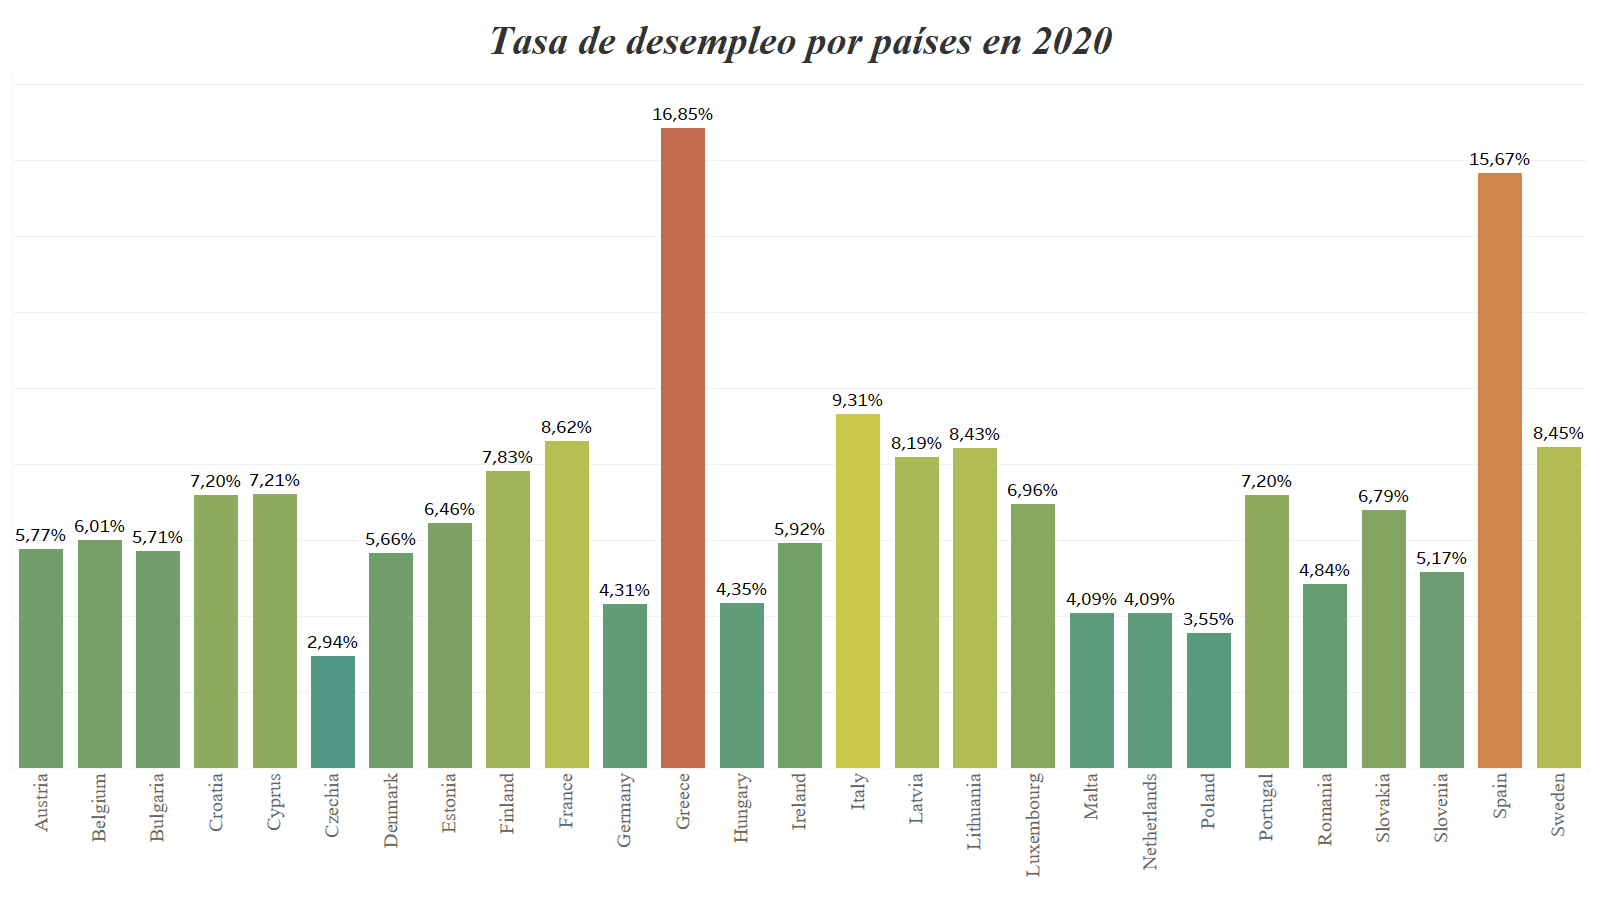 Tasa de desempleo por países en 2020
16,85%
15,67%
9,31%
8,62%
8,43%
8,45%
8,19%
7,83%
7,20%
7,21%
7,20%
6,96%
6,79%
6,46%
6,01%
5,77%
5,71%
5,66%
5,92%
5,17%
4,84%
4,31%
4,35%
4,09%
4,09%
3,55%
2,94%
Austria
Belgium
Bulgaria
Croatia
Cyprus
Czechia
Denmark
Estonia
Finland
France
Germany
Greece
Hungary
Ireland
Italy
Latvia
Lithuania
Luxembourg
Malta
Netherlands
Poland
Portugal
Romania
Slovakia
Slovenia
Spain
Sweden